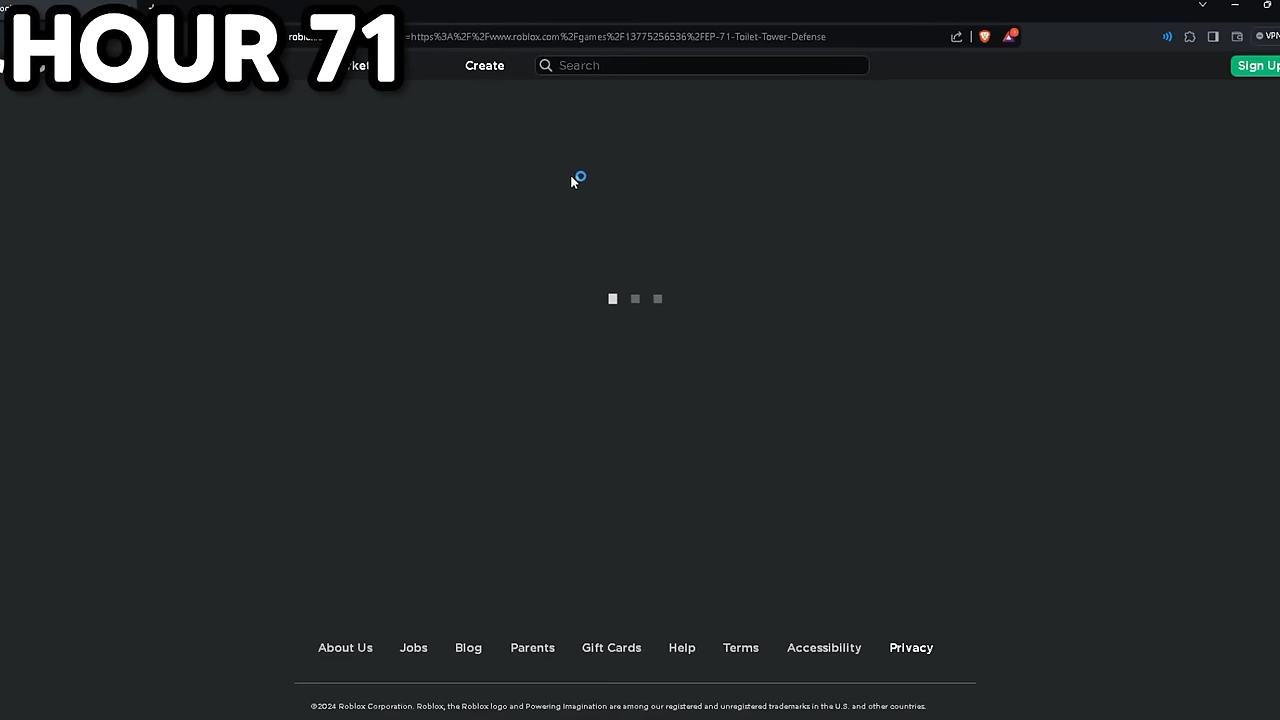 HOUR 71
=https%3A%2F%2Fwww.roblox.com%2Fgames%2F13775256536%2FEP-71-Toilet-Tower-Defense
VPN
Create
Search
Sign Up
About Us Jobs Blog Parents Gift Cards Help Terms Accessibility Privacy
©2024 Roblox Corporation. Roblox, the Roblox logo and Powering Imagination are among our registered and unregistered trademarks in the U.S. and other countries.